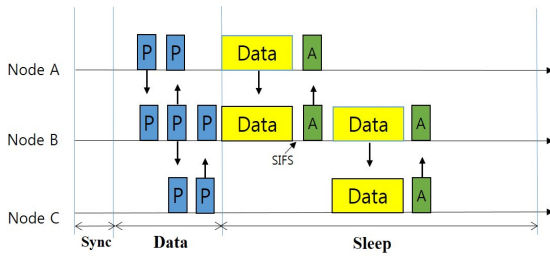 P P Data A
Node A
P P P Data A Data A
Node B
SIFS
P P Data A
Node C
Sync Data Sleep